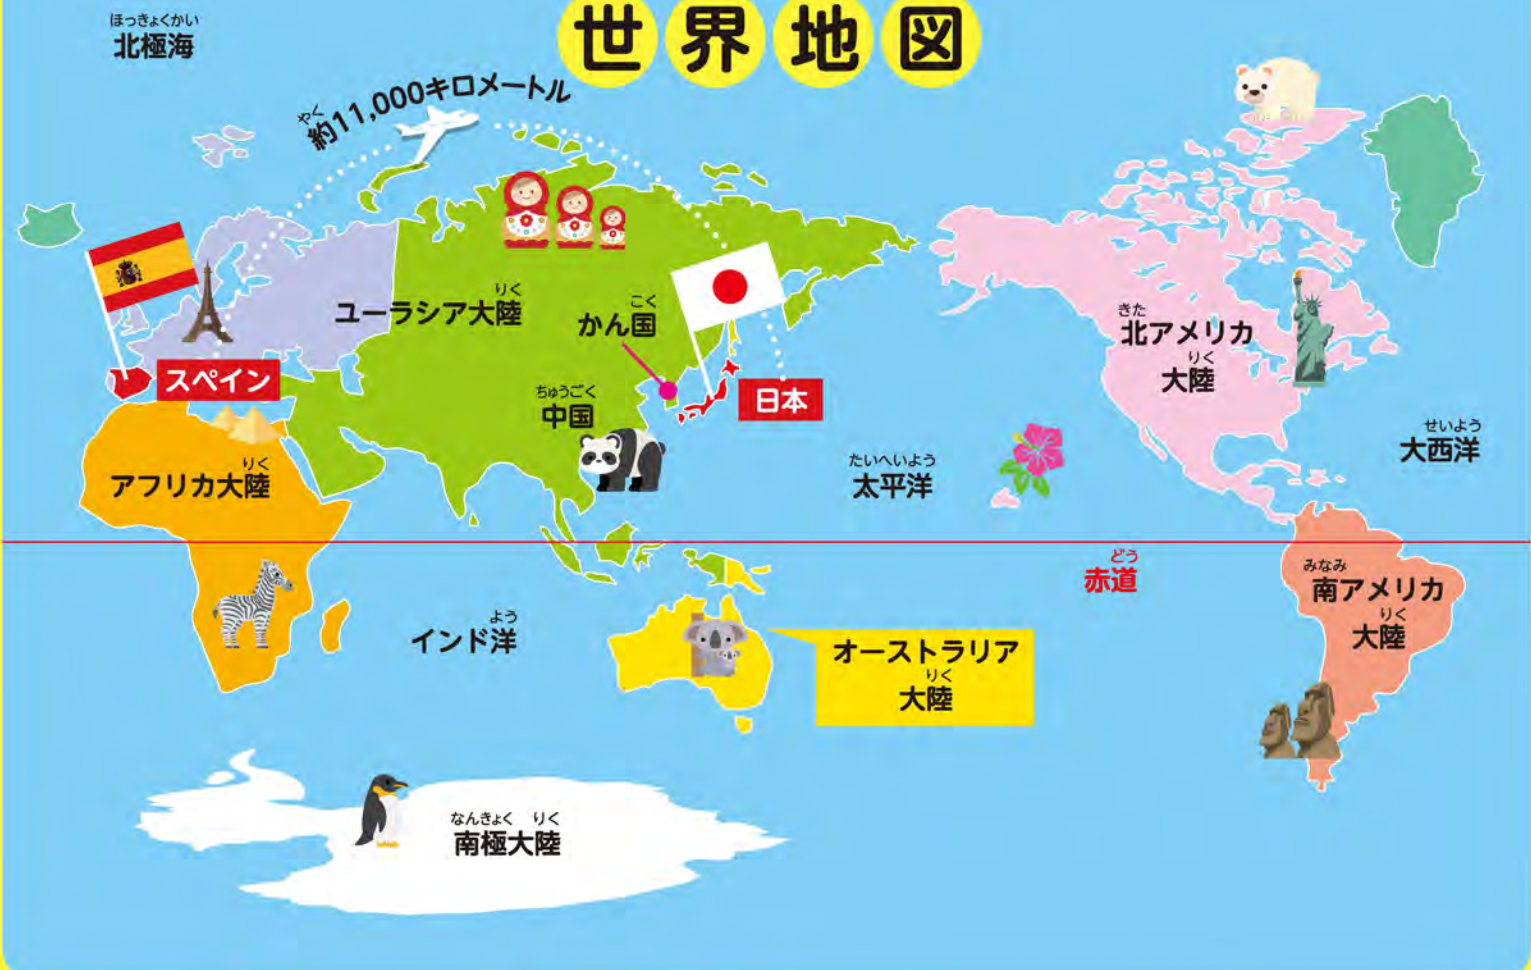 世界地図
ほっきょくかい
北極海
やく
約11,000キロメートル
りく
ユーラシア大陸
こく
かん国
ちゅうごく
中国
スペイン
日本
りく
アフリカ大陸
きた
北アメリカ
りく
大陸
せいよう
大西洋
たいへいよう
太平洋
どう
赤道
みなみ
南アメリカ
りく
大陸
よう
インド洋
オーストラリア
りく
大陸
なんきょく りく
南極大陸